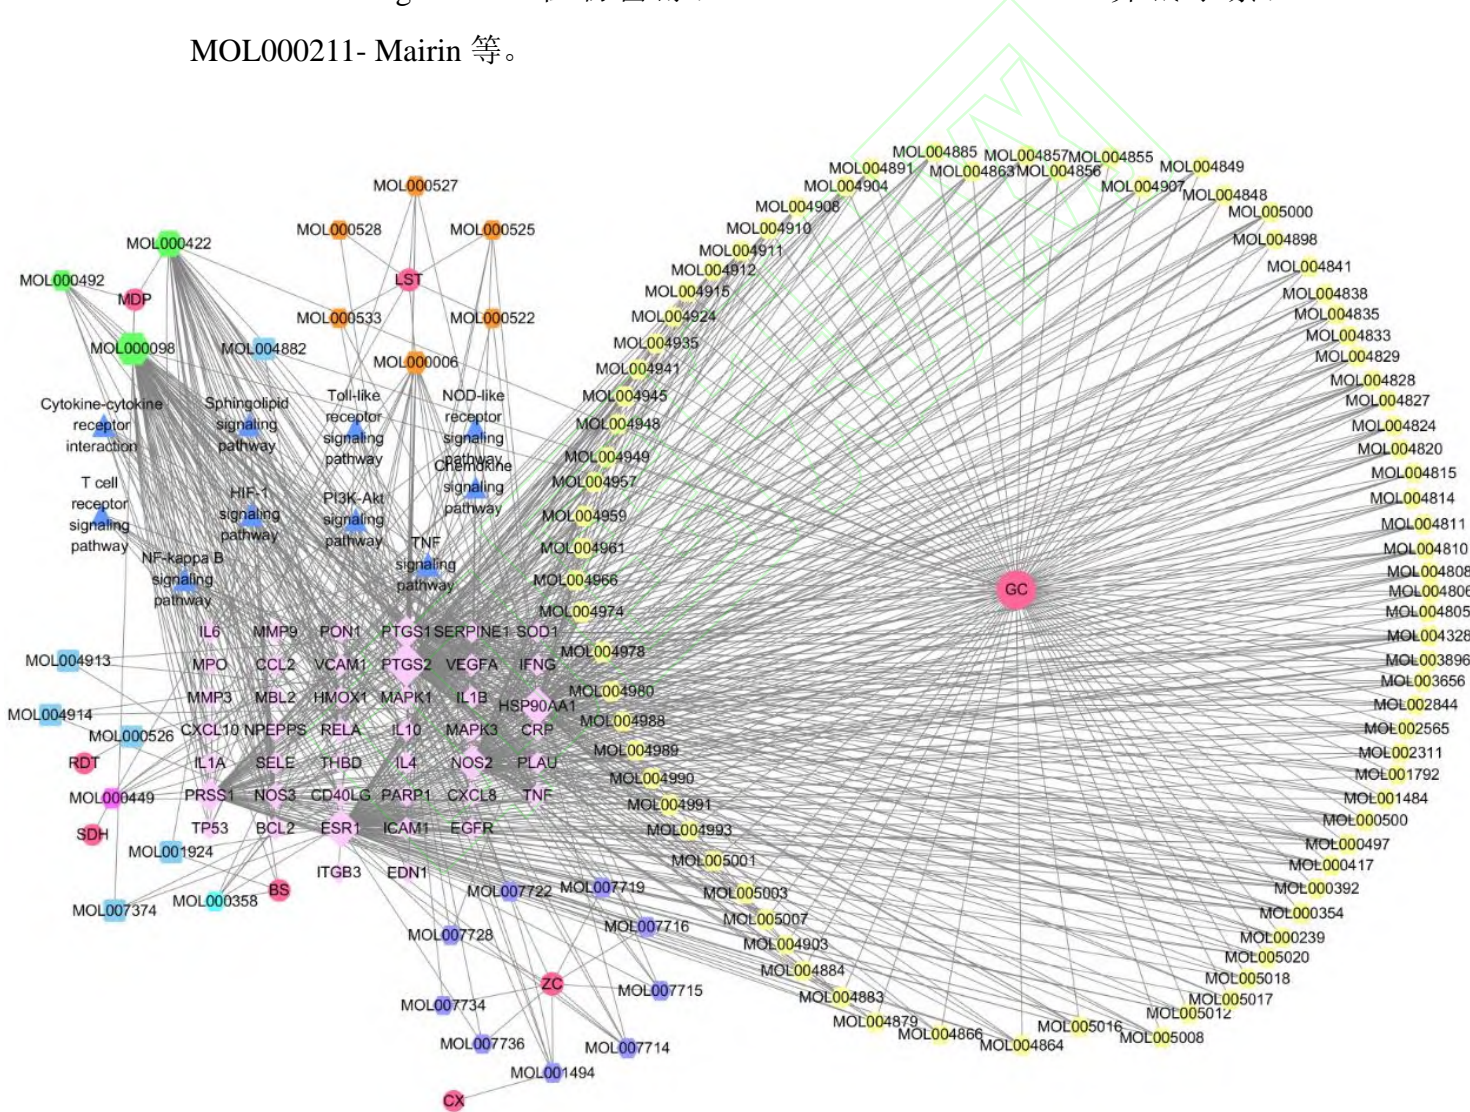 MOL000211- Mairin 等。
MOL004885
MOL004857
MOL004855
MOL004891
MOL004863
MOL004856
MOL004849
MOL004904
MOL004907
MOL004848
MOL004908
MOL005000
MOL004910
MOL004898
MOL004911
MOL004912
MOL004841
MOL004915
MOL004838
MOL004924
MOL004835
MOL004935
MOL004833
MOL004941
MOL004829
MOL004945
MOL004828
MOL004948
MOL004827
MOL004949
MOL004824
MOL004957
MOL004820
MOL004959
MOL004815
MOL004961
MOL004814
MOL004966
MOL004811
MOL004974
MOL004810
MOL004978
MOL004808
MOL004980
MOL004806
MOL004988
MOL004805
MOL004989
MOL004328
MOL004990
MOL003896
MOL004991
MOL003656
MOL004993
MOL002844
MOL005001
MOL002565
MOL005003
MOL002311
MOL005007
MOL001792
MOL004903
MOL001484
MOL004884
MOL000500
MOL004883
MOL000497
MOL004879
MOL000417
MOL004866
MOL000392
MOL004864
MOL000354
MOL005016
MOL000239
MOL005008
MOL005020
MOL005012
MOL005018
MOL005017
GC
MOL000527
MOL000528
MOL000525
LST
MOL000533
MOL000522
MOL000006
MOL000422
MOL000492
MDP
MOL000098
MOL004882
Cytokine-cytokine
receptor
interaction
Sphingolipid
signaling
pathway
Toll-like
receptor
signaling
pathway
NOD-like
receptor
signaling
pathway
Chemokine
signaling
pathway
T cell
receptor
signaling
pathway
HIF-1
signaling
pathway
PI3K-Akt
signaling
pathway
TNF
signaling
pathway
NF-kappa B
signaling
pathway
IL6 MMP9 PON1 PTGS1 SERPINE1 SOD1
MPO CCL2 VCAM1 PTGS2 VEGFA IFNG
MMP3 MBL2 HMOX1 MAPK1 IL1B HSP90AA1
CXCL10 NPEPPS RELA IL10 MAPK3 CRP
IL1A SELE THBD IL4 NOS2 PLAU
PRSS1 NOS3 CD40LG PARP1 CXCL8 TNF
TP53 BCL2 ESR1 ICAM1 EGFR
ITGB3 EDN1
MOL004913
MOL004914
MOL000526
RDT
MOL000449
SDH
MOL001924
BS
MOL000358
MOL007374
MOL007722
MOL007719
MOL007716
MOL007728
ZC
MOL007715
MOL007734
MOL007736
MOL007714
MOL001494
CX